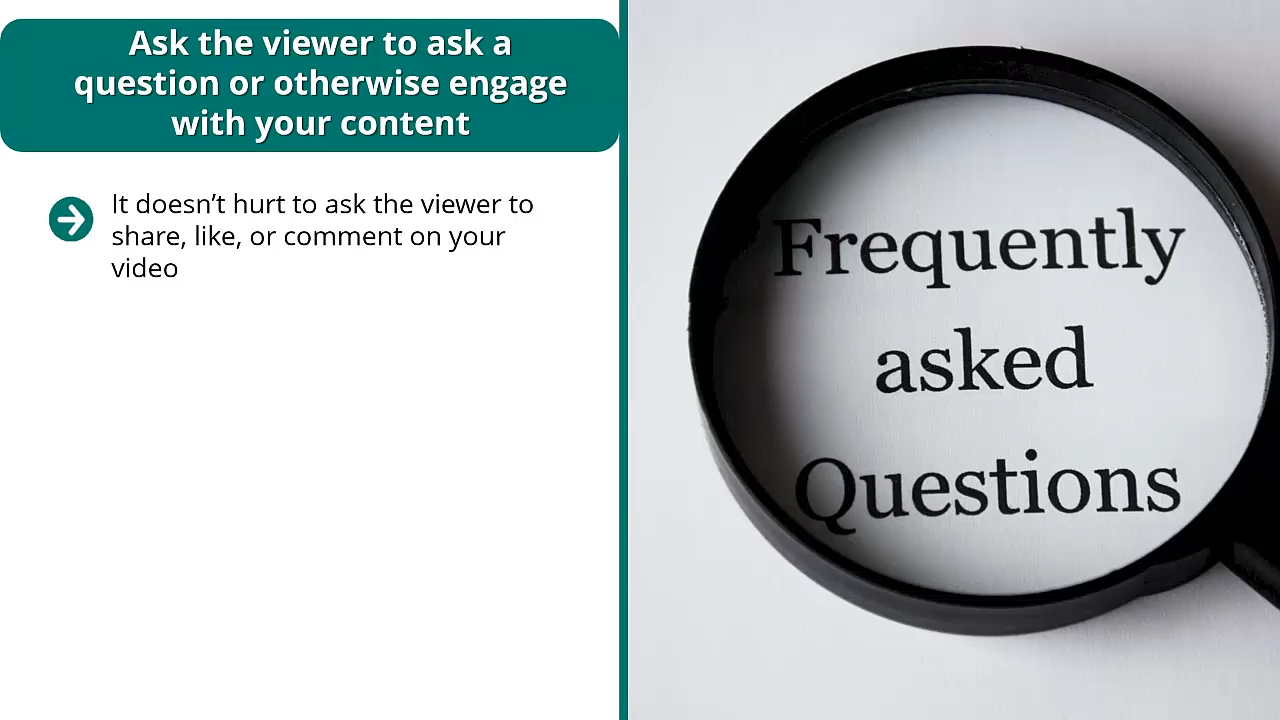 Ask the viewer to ask a
question or otherwise engage
with your content
It doesn’t hurt to ask the viewer to
share, like, or comment on your
video
Frequently
asked
Questions